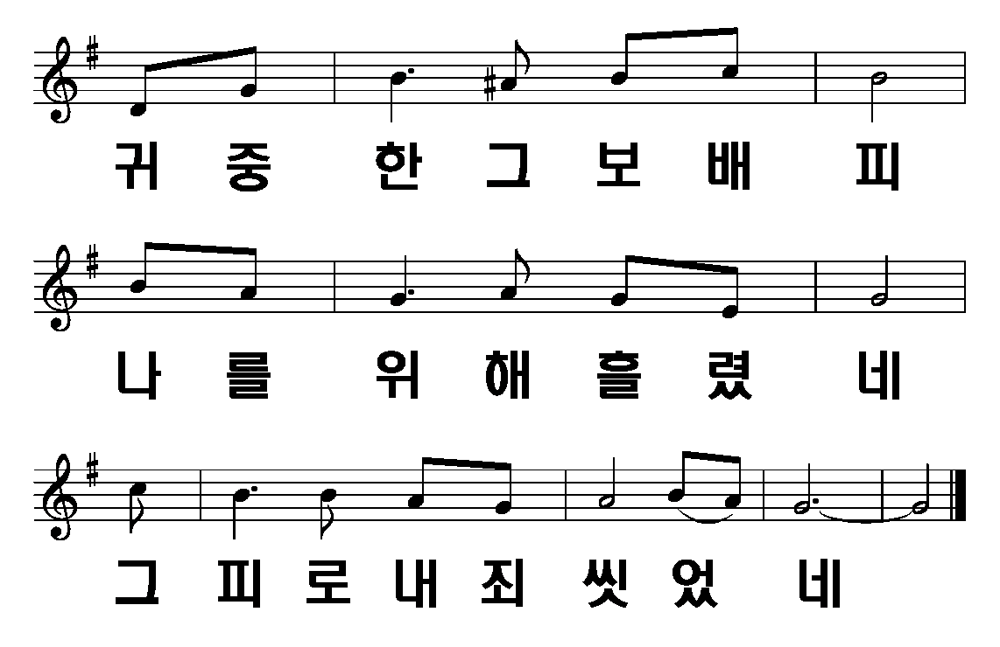 귀 중 한 그 보 배 피
나 를 위 해 흘 렸 네
그 피 로 내 죄 씻 었 네